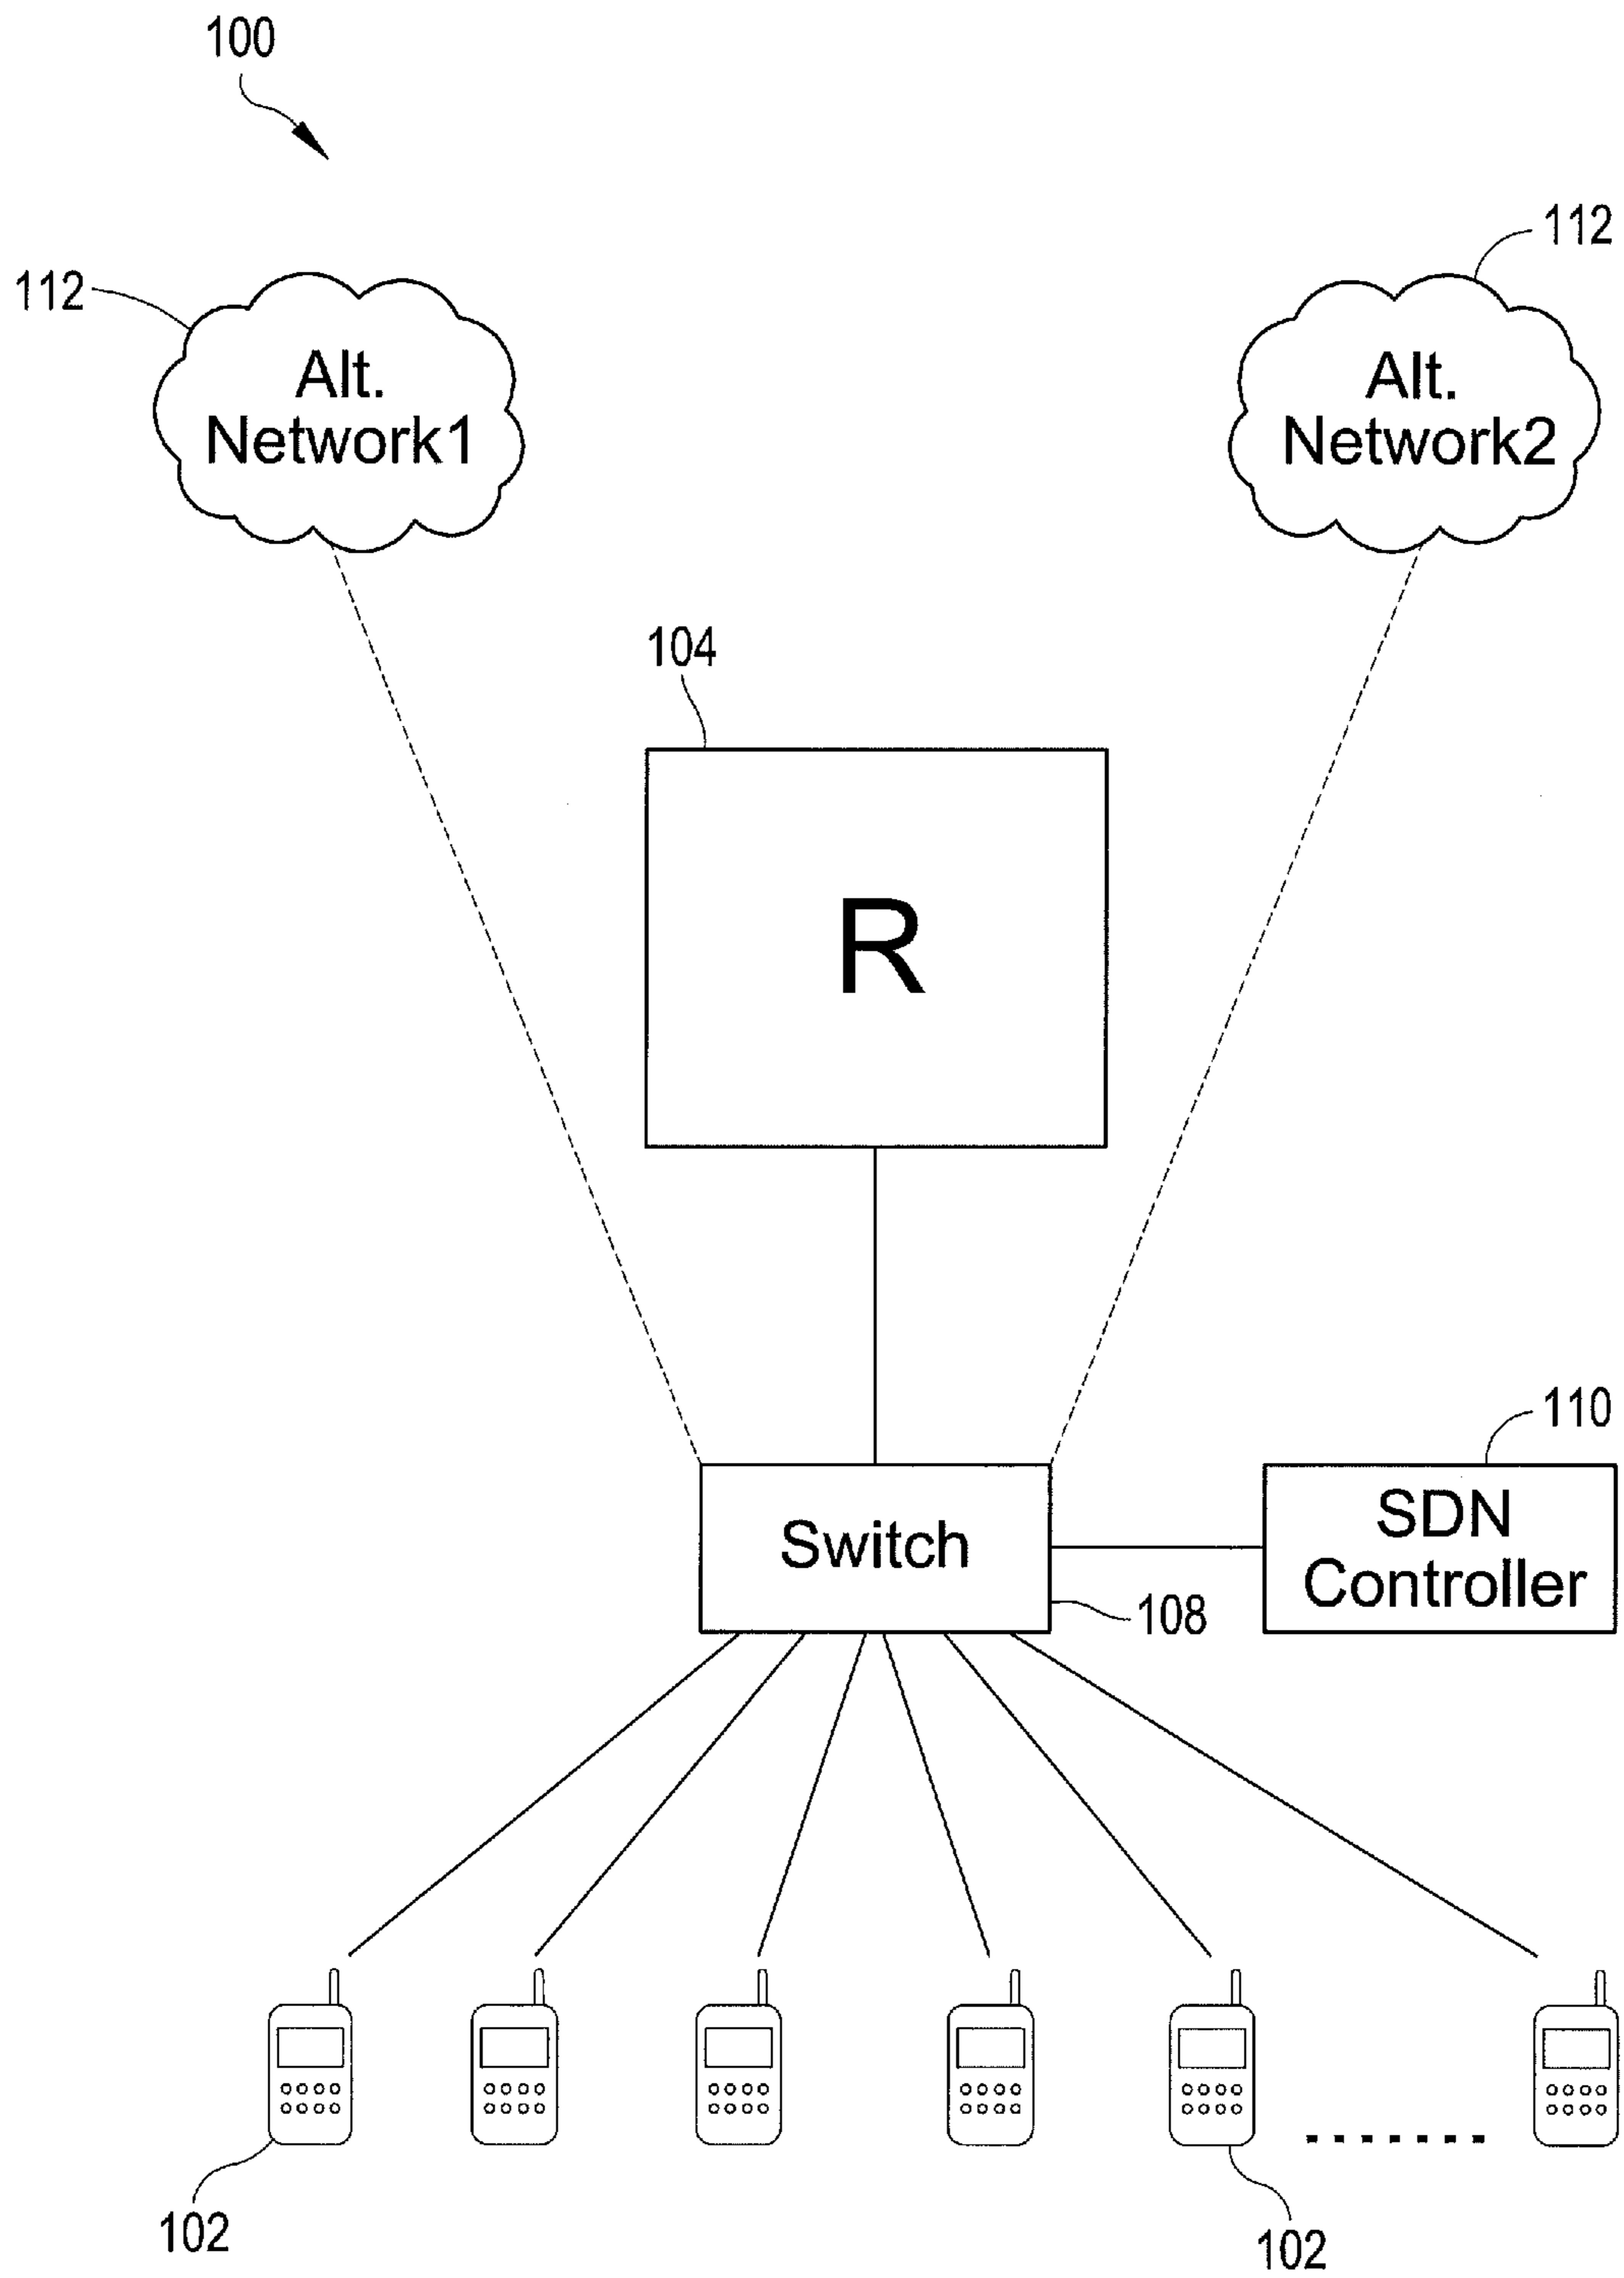 100
112
112
Alt.
Network1
Alt.
Network2
104
R
110
Switch
SDN
Controller
108
102
102